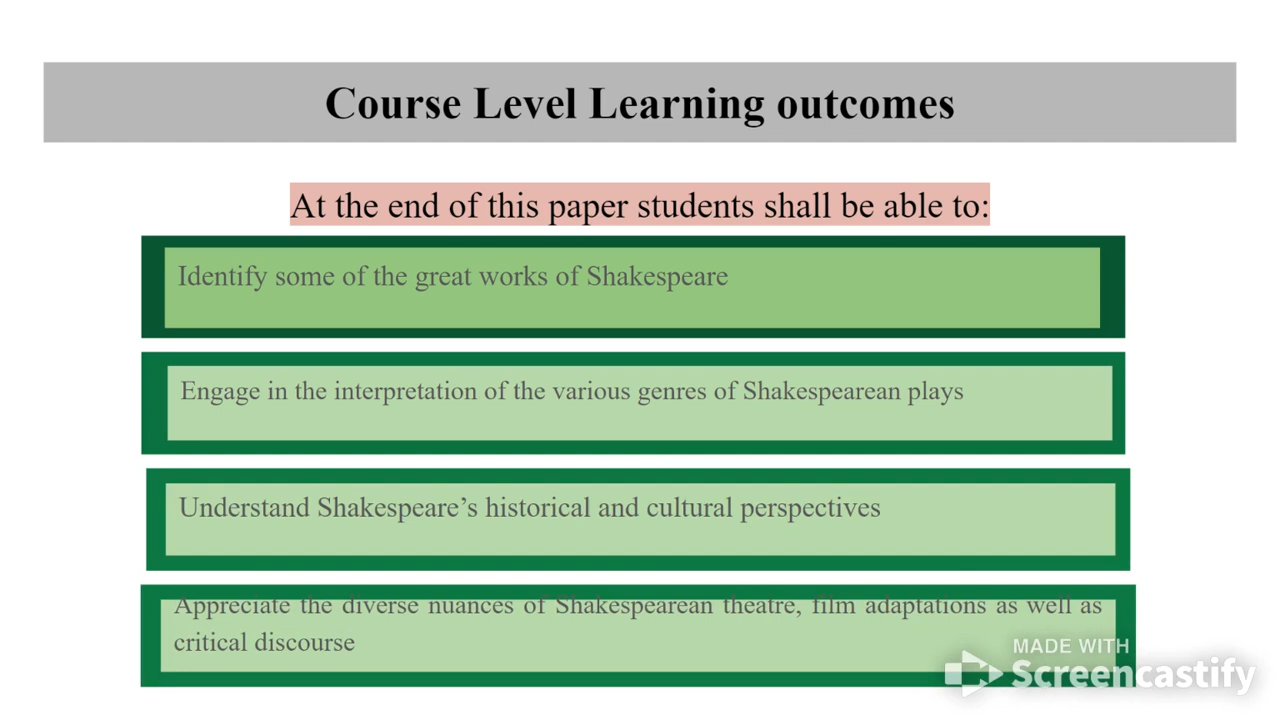 Course Level Learning outcomes
At the end of this paper students shall be able to:
Identify some of the great works of Shakespeare
Engage in the interpretation of the various genres of Shakespearean plays
Understand Shakespeare’s historical and cultural perspectives
Appreciate the diverse nuances of Shakespearean theatre, film adaptations as well as
critical discourse
MADE WITH
Screencastify